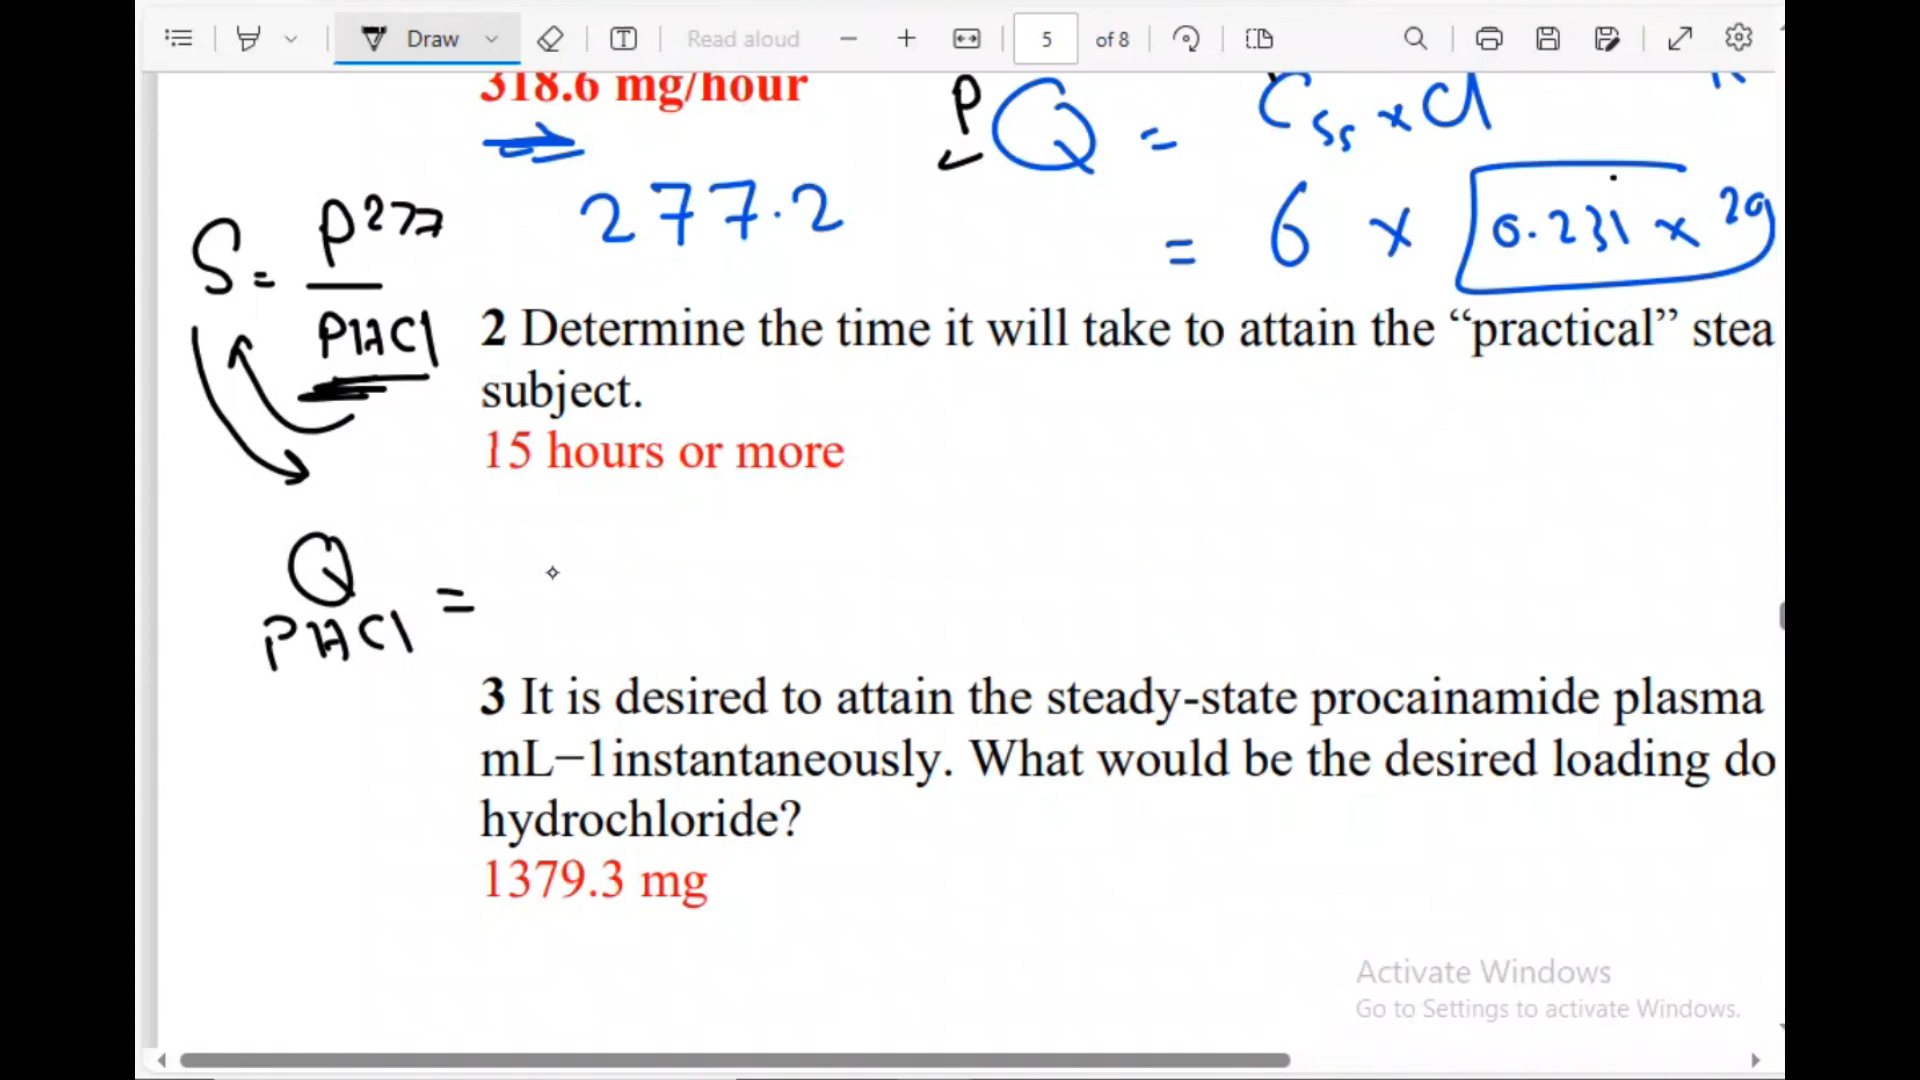 Draw
Read aloud
5 of 8
318.6 mg/hour
P Q = Css x Cl
277.2
= 6 x 0.231 x
S = P 277
PHCl
2 Determine the time it will take to attain the “practical” stea
subject.
15 hours or more
Q PHCl =
3 It is desired to attain the steady-state procainamide plasma
mL−1instantaneously. What would be the desired loading do
hydrochloride?
1379.3 mg
Activate Windows
Go to Settings to activate Windows.